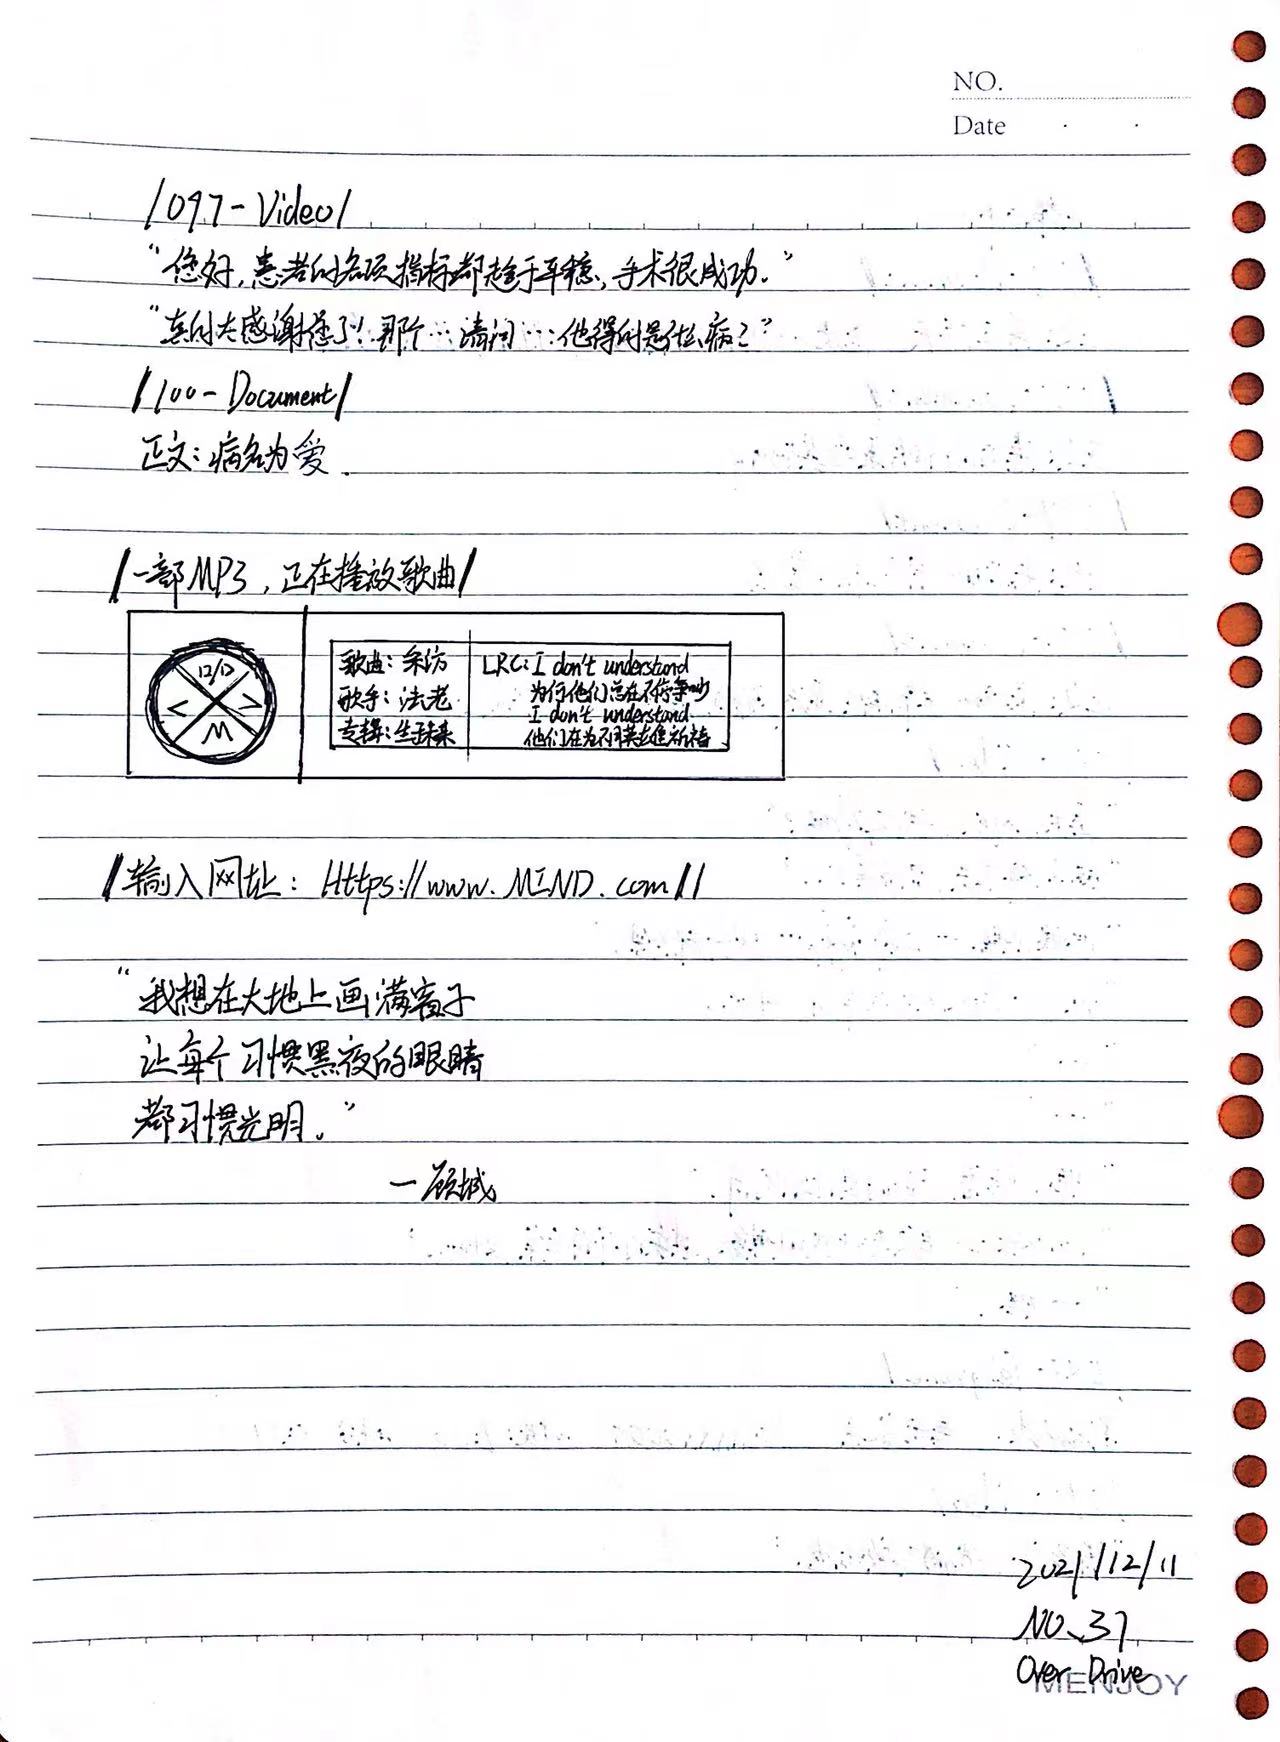 NO.
Date
/097-Video/
“您好，患者的各项指标都趋于平稳，手术很成功。”
“真的太感谢您了！那个…请问…他得的是什么病？”
/100-Document/
正文：病名为爱.
/一部MP3，正在播放歌曲/
12/12
< >
M
歌曲：采访
歌手：法老
专辑：生于未来
LRC：I don't understand
为何他们总在不停争吵
I don't understand
他们在为不同英雄祈祷
/输入网址：Https://www.MIND.com//
“我想在大地上画满窗子
让每个习惯黑夜的眼睛
都习惯光明。”
—顾城
2021/12/11
NO.37
Over Drive
MENJOY